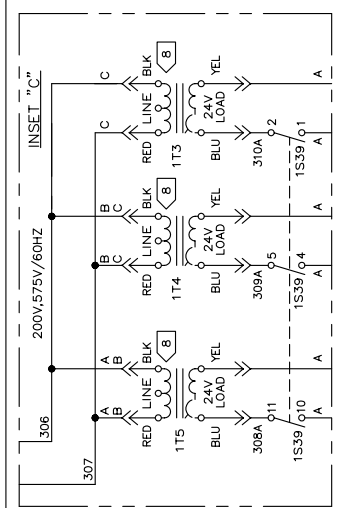 INSET "C"
200V,575V/60HZ
306
307
C
C
BLK
RED
LINE
8
1T3
24V
LOAD
YEL
BLU
310A
2
1
1S39
A
A
B
C
B
C
BLK
RED
LINE
8
1T4
24V
LOAD
YEL
BLU
309A
5
4
1S39
A
A
A
B
A
B
BLK
RED
LINE
8
1T5
24V
LOAD
YEL
BLU
308A
11
10
1S39
A
A